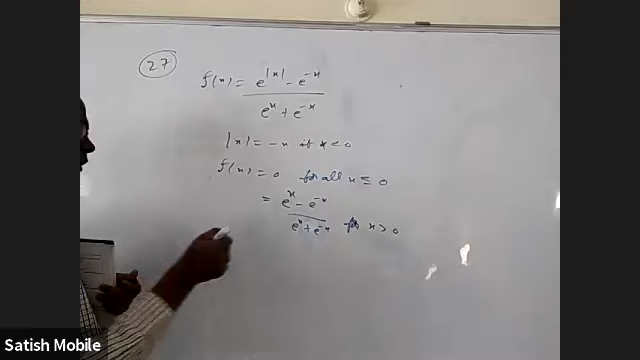 27
f(x) = e^|x| - e^-x
e^x + e^-x
|x| = -x if x < 0
f(x) = 0 for all x ≤ 0
= e^x - e^-x
e^x + e^-x for x > 0
Satish Mobile